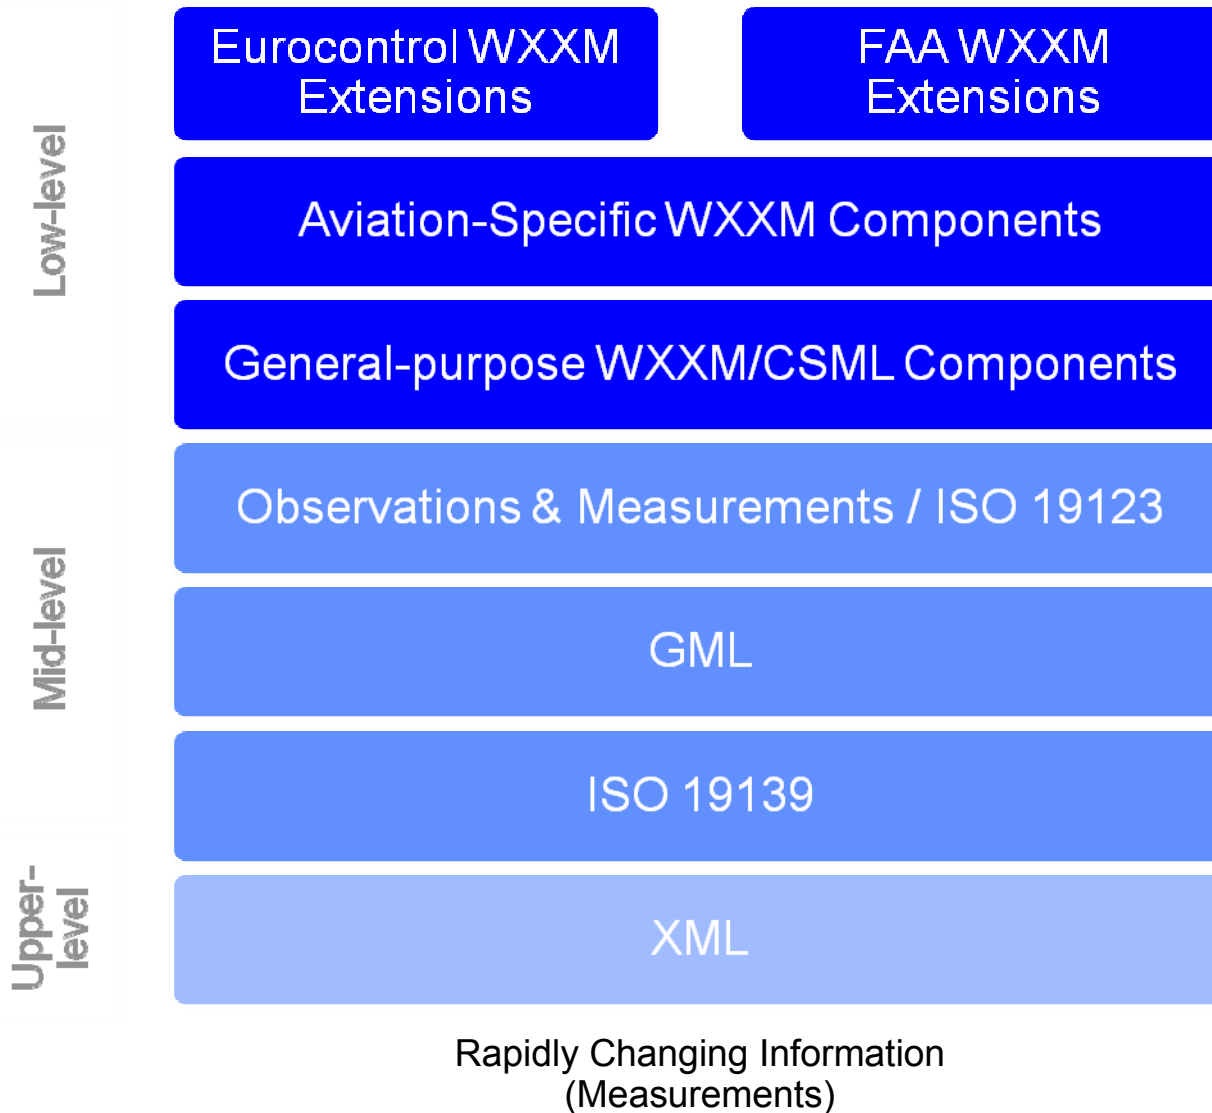 Eurocontrol WXXM
Extensions
FAA WXXM
Extensions
Low-level
Aviation-Specific WXXM Components
General-purpose WXXM/CSML Components
Mid-level
Observations & Measurements / ISO 19123
GML
ISO 19139
Upper-
level
XML
Rapidly Changing Information
(Measurements)